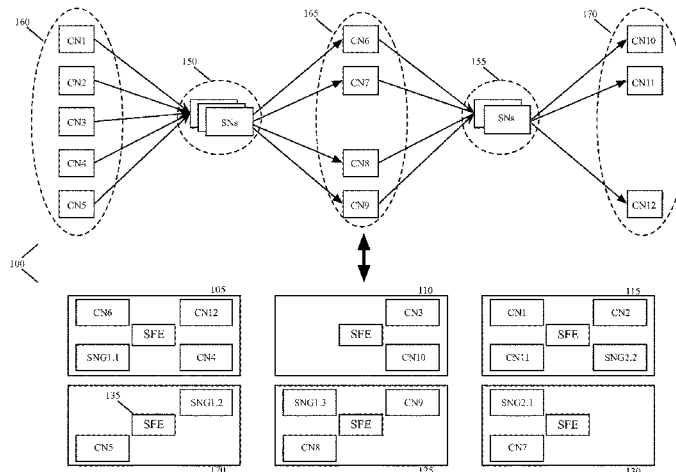 160
165
170
CN1
CN6
CN10
150
155
CN2
CN7
CN11
CN3
SNs
SNs
CN4
CN8
CN5
CN9
CN12
100
105
110
115
CN6
CN12
CN3
CN1
CN2
SFE
SFE
SFE
SNG1.1
CN4
CN10
CN11
SNG2.2
135
SNG1.2
SNG1.3
CN9
SNG2.1
SFE
SFE
SFE
CN5
CN8
CN7
120
125
130